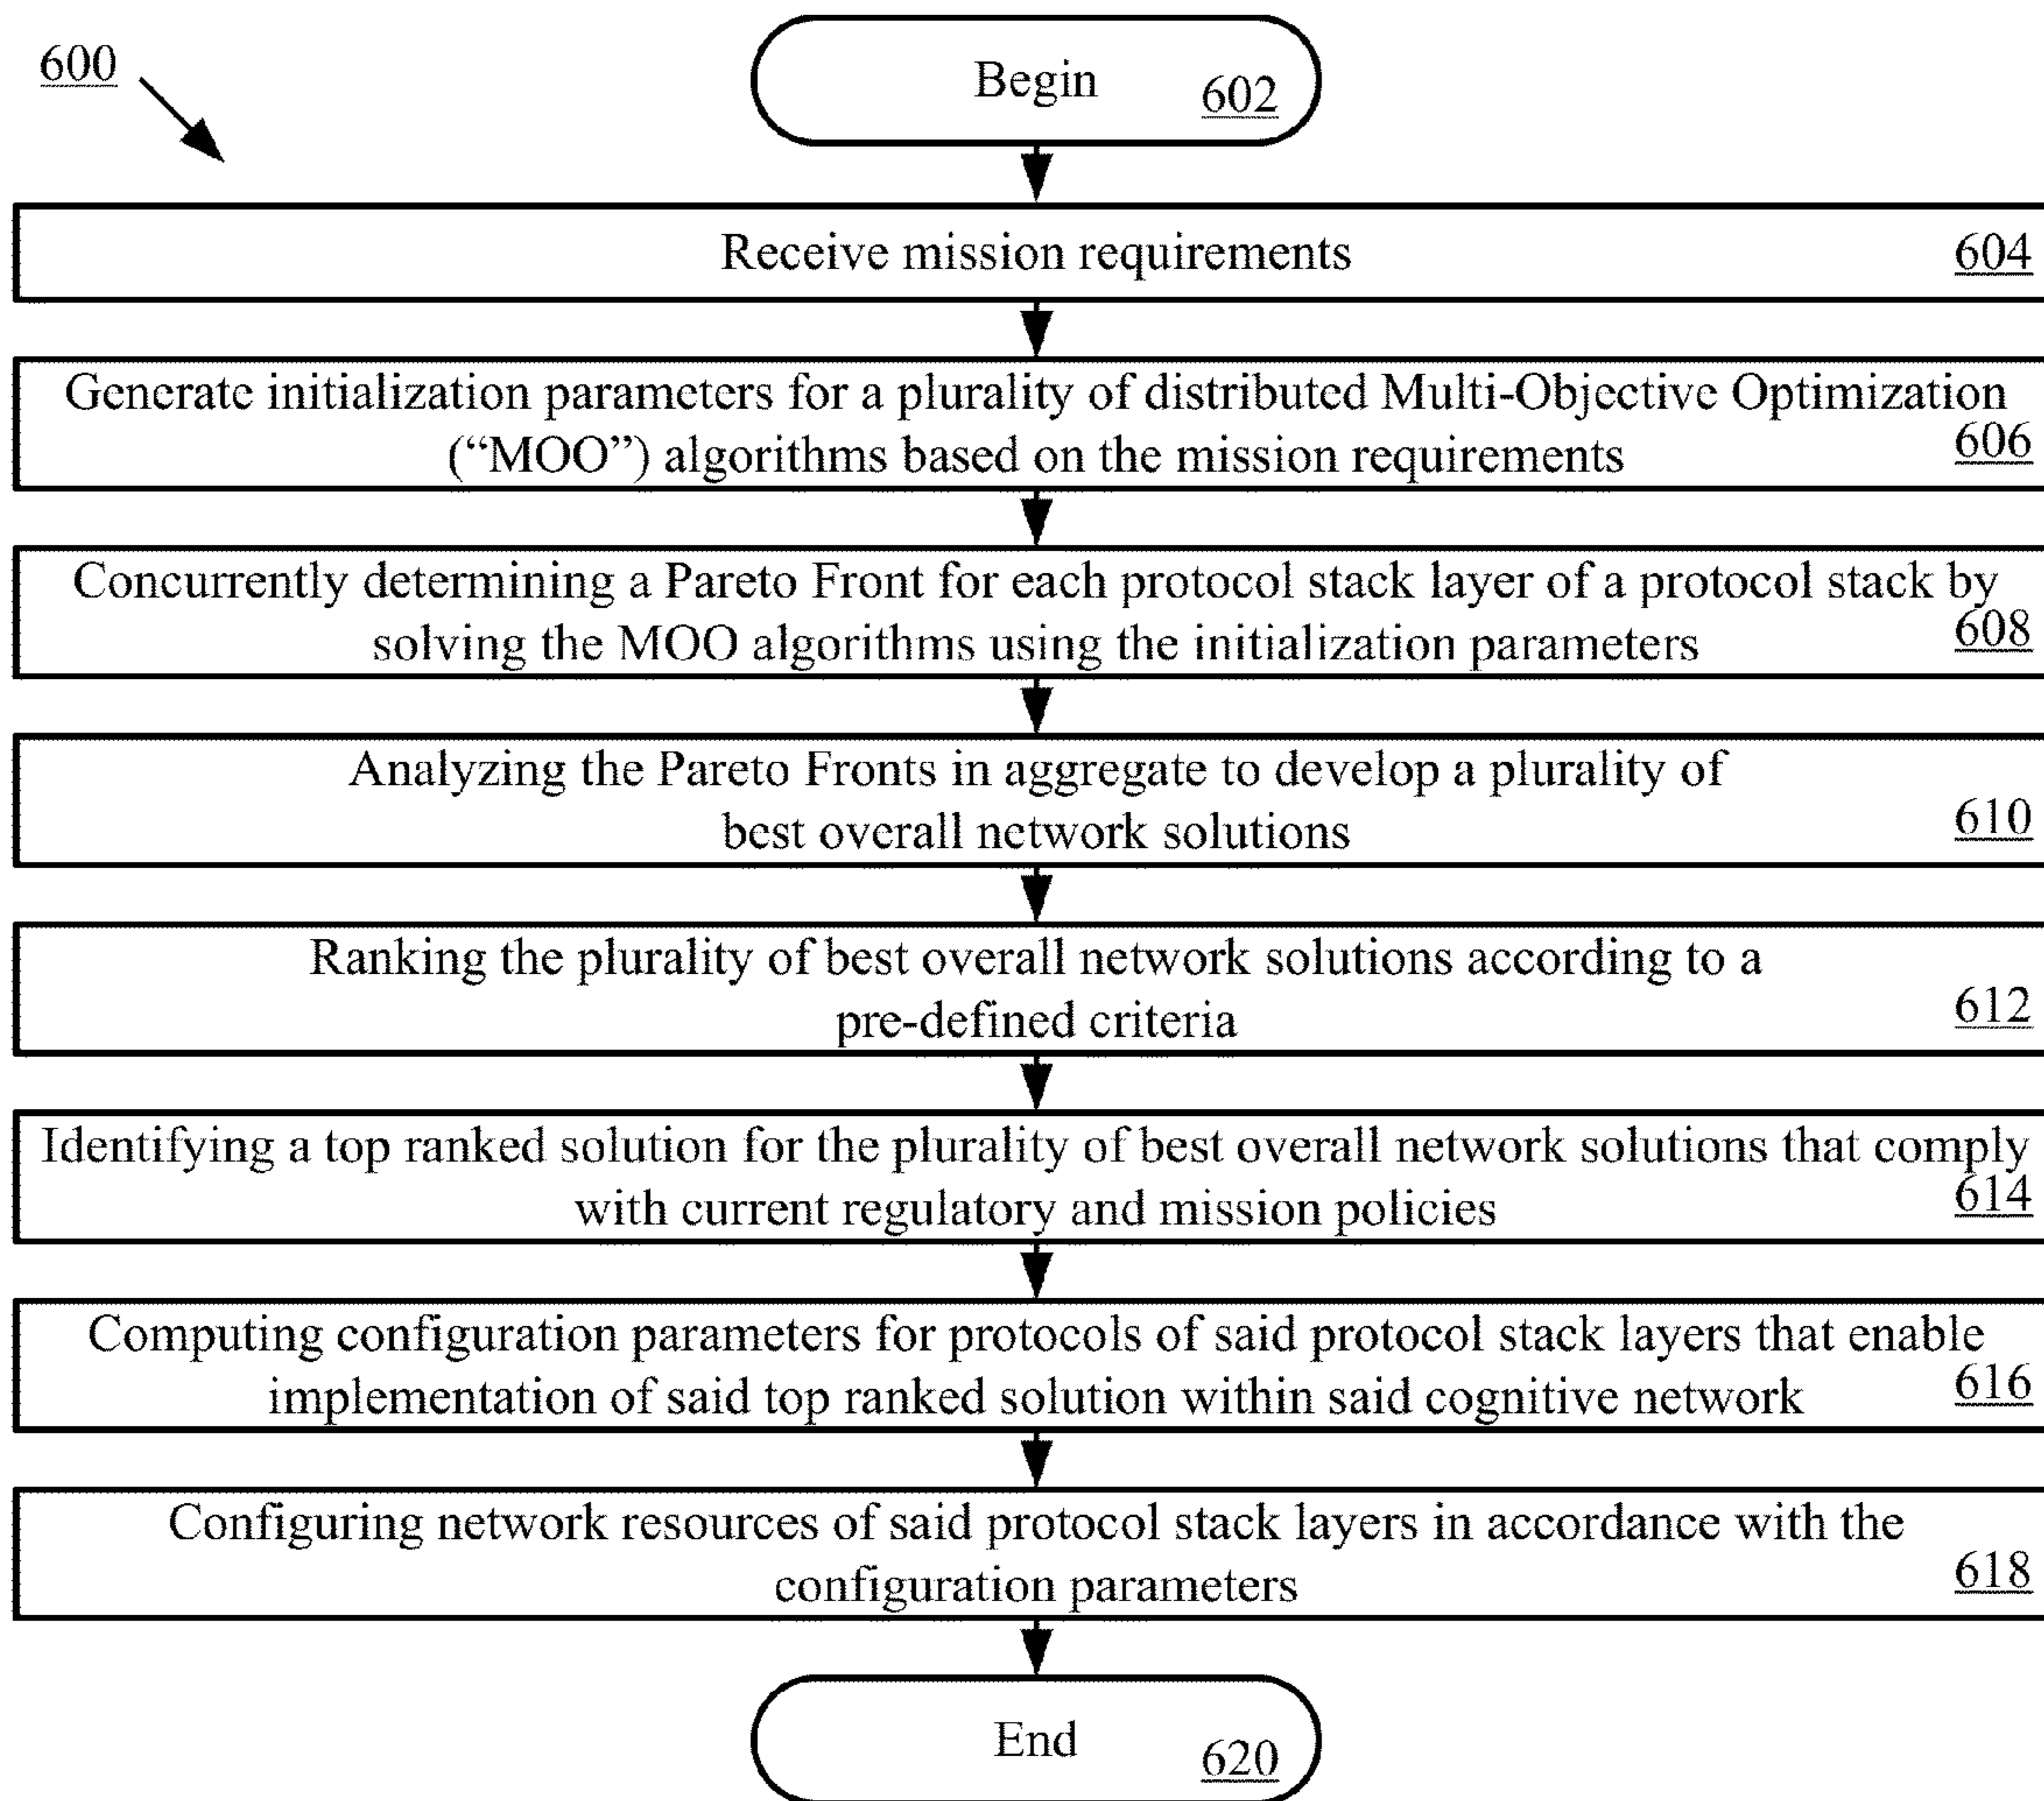 600
Begin
602
Receive mission requirements
604
Generate initialization parameters for a plurality of distributed Multi-Objective Optimization
(“MOO”) algorithms based on the mission requirements
606
Concurrently determining a Pareto Front for each protocol stack layer of a protocol stack by
solving the MOO algorithms using the initialization parameters
608
Analyzing the Pareto Fronts in aggregate to develop a plurality of
best overall network solutions
610
Ranking the plurality of best overall network solutions according to a
pre-defined criteria
612
Identifying a top ranked solution for the plurality of best overall network solutions that comply
with current regulatory and mission policies
614
Computing configuration parameters for protocols of said protocol stack layers that enable
implementation of said top ranked solution within said cognitive network
616
Configuring network resources of said protocol stack layers in accordance with the
configuration parameters
618
End
620